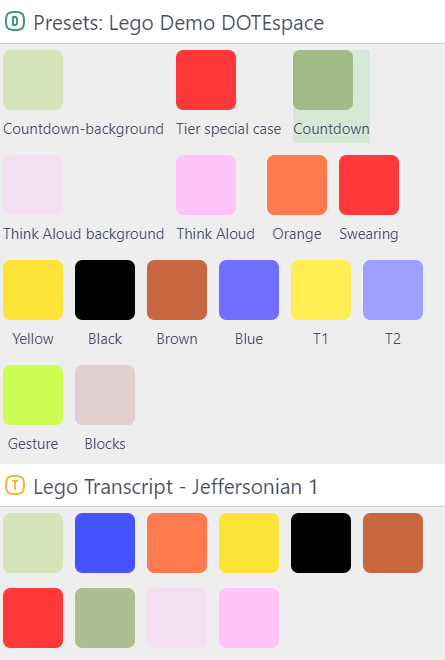 D Presets: Lego Demo DOTEspace
Countdown-background Tier special case Countdown
Think Aloud background Think Aloud Orange Swearing
Yellow Black Brown Blue T1 T2
Gesture Blocks
T Lego Transcript - Jeffersonian 1